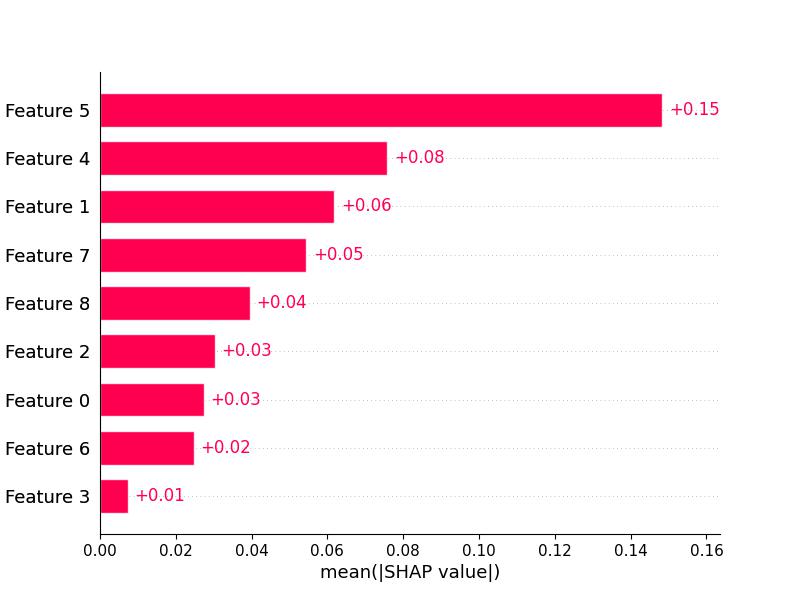 Feature 5 +0.15
Feature 4 +0.08
Feature 1 +0.06
Feature 7 +0.05
Feature 8 +0.04
Feature 2 +0.03
Feature 0 +0.03
Feature 6 +0.02
Feature 3 +0.01
0.00 0.02 0.04 0.06 0.08 0.10 0.12 0.14 0.16
mean(|SHAP value|)